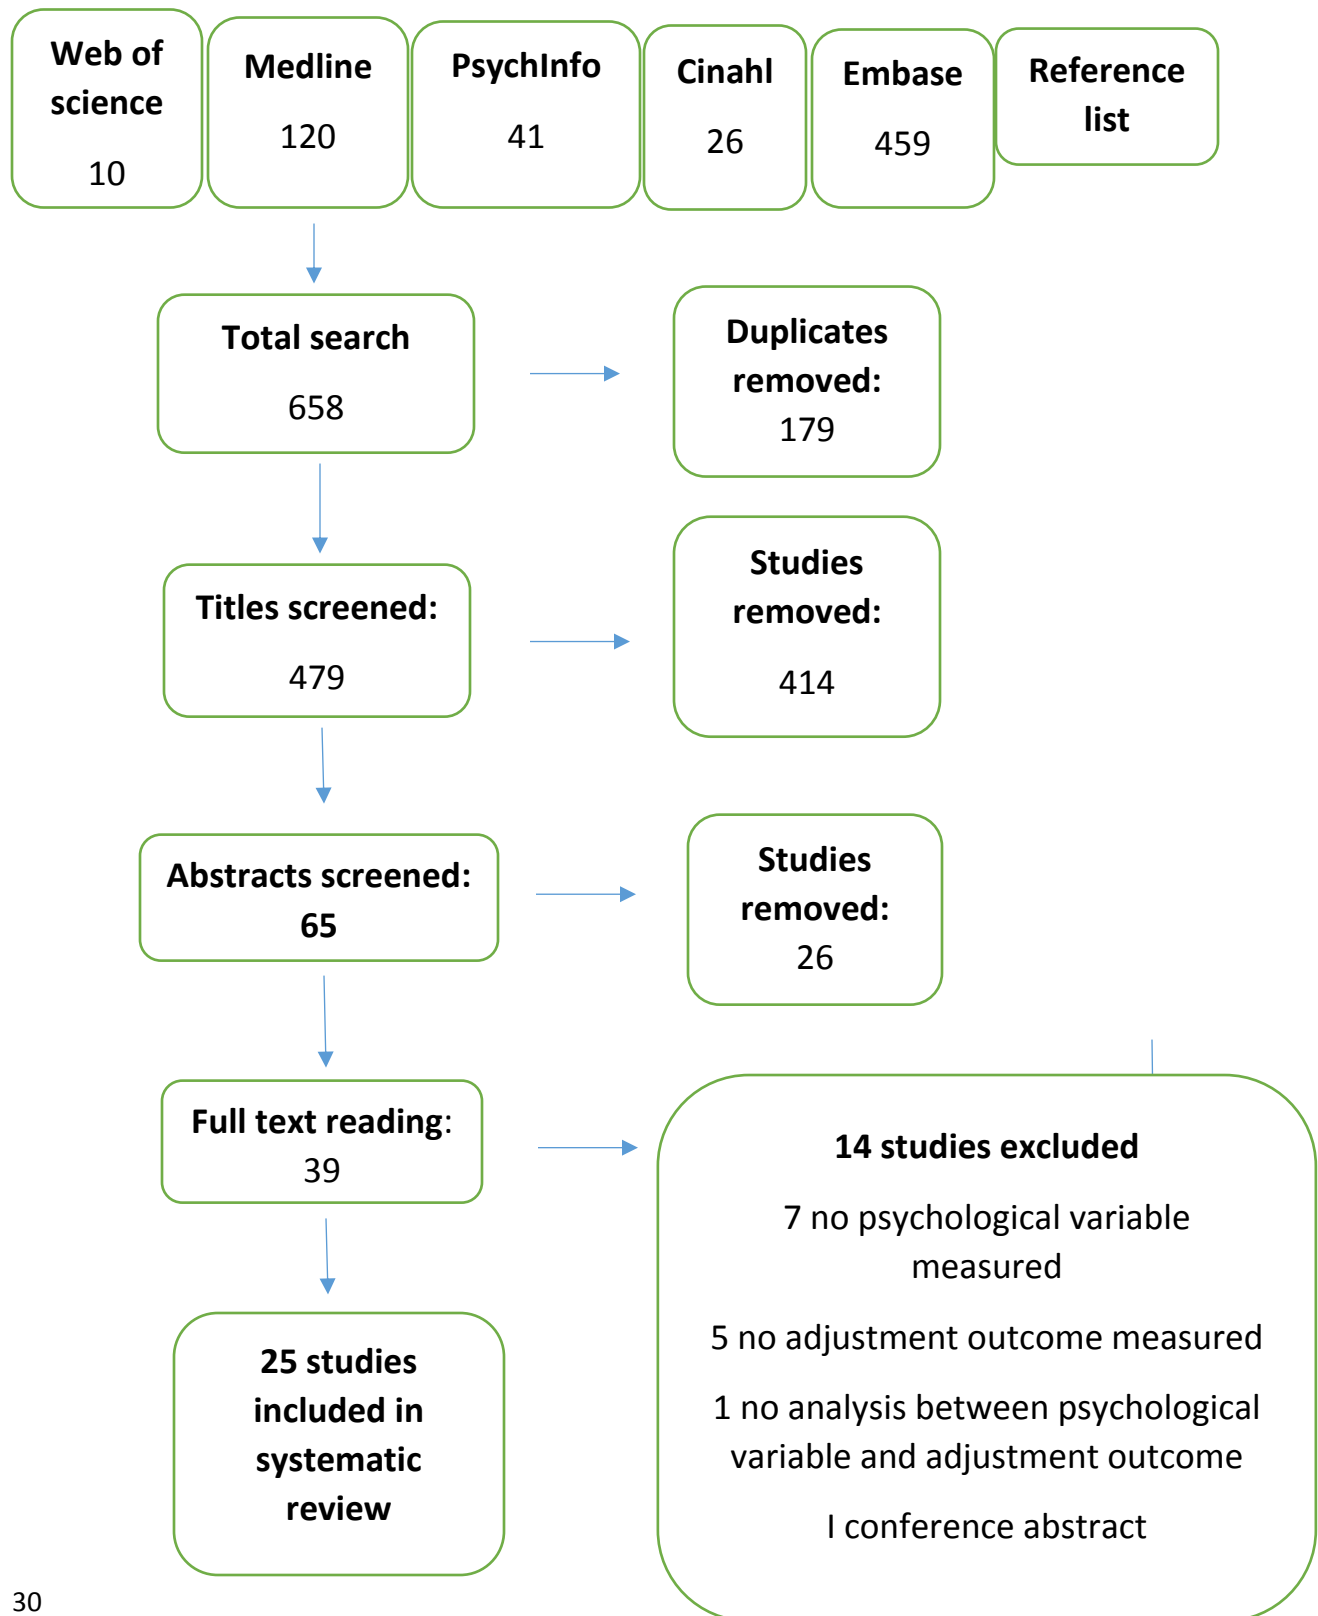 Web of
science
10
Medline
120
PsychInfo
41
Cinahl
26
Embase
459
Reference
list
Total search
658
Duplicates
removed:
179
Titles screened:
479
Studies
removed:
414
Abstracts screened:
65
Studies
removed:
26
Full text reading:
39
14 studies excluded
7 no psychological variable
measured
5 no adjustment outcome measured
1 no analysis between psychological
variable and adjustment outcome
I conference abstract
25 studies
included in
systematic
review
30